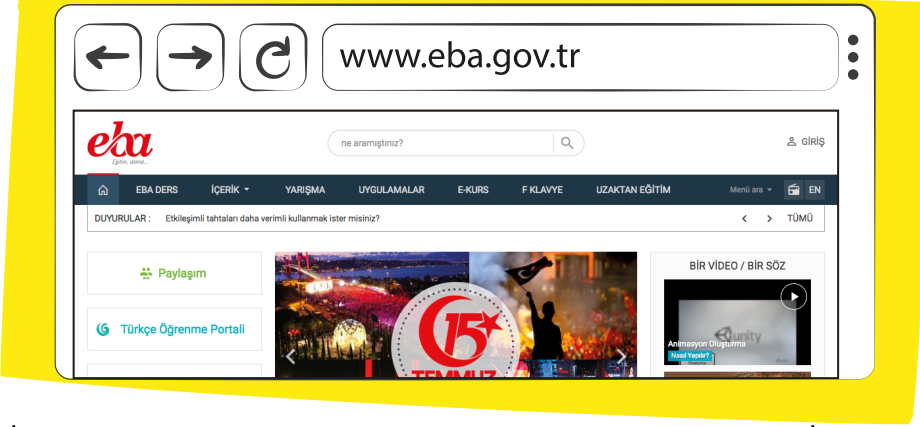 www.eba.gov.tr
eba
Eğitim, daima...
ne aramıştınız?
GİRİŞ
EBA DERS İÇERİK YARIŞMA UYGULAMALAR E-KURS F KLAVYE UZAKTAN EĞİTİM Menü ara EN
DUYURULAR : Etkileşimli tahtaları daha verimli kullanmak ister misiniz? TÜMÜ
Paylaşım
Türkçe Öğrenme Portali
15
TEMMUZ
BİR VİDEO / BİR SÖZ
unity
Animasyon Oluşturma
Nasıl Yapılır?